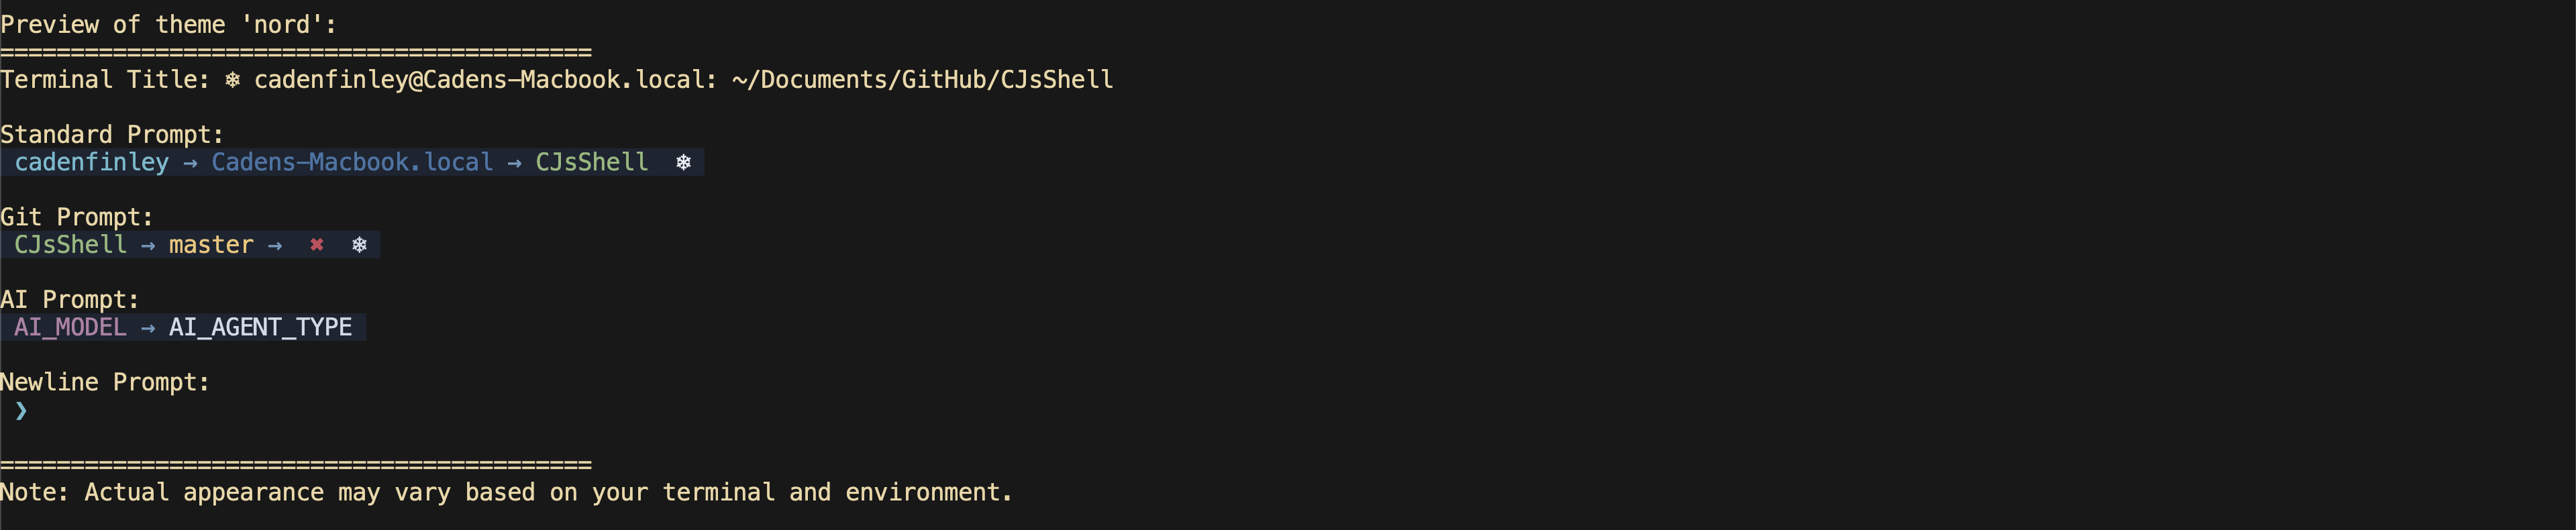 Preview of theme 'nord':
==========================================
Terminal Title: ❄ cadenfinley@Cadens-Macbook.local: ~/Documents/GitHub/CJsShell
Standard Prompt:
cadenfinley → Cadens-Macbook.local → CJsShell ❄
Git Prompt:
CJsShell → master → ✖ ❄
AI Prompt:
AI_MODEL → AI_AGENT_TYPE
Newline Prompt:
❯
==========================================
Note: Actual appearance may vary based on your terminal and environment.